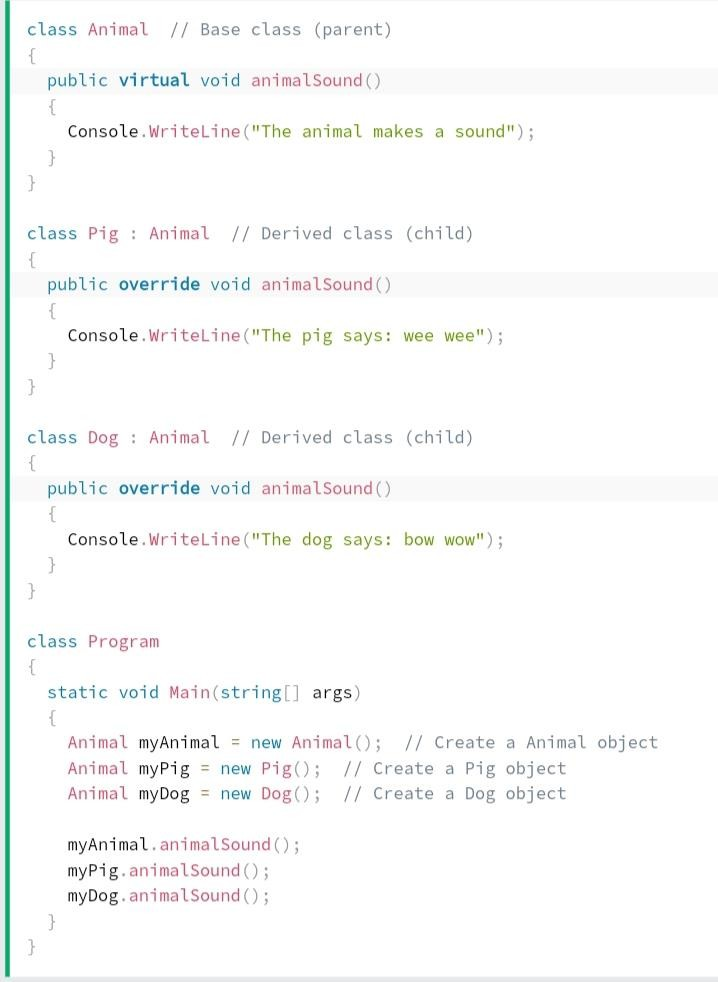 class Animal  // Base class (parent)
{
  public virtual void animalSound()
  {
    Console.WriteLine("The animal makes a sound");
  }
}

class Pig : Animal  // Derived class (child)
{
  public override void animalSound()
  {
    Console.WriteLine("The pig says: wee wee");
  }
}

class Dog : Animal  // Derived class (child)
{
  public override void animalSound()
  {
    Console.WriteLine("The dog says: bow wow");
  }
}

class Program
{
  static void Main(string[] args)
  {
    Animal myAnimal = new Animal();  // Create a Animal object
    Animal myPig = new Pig();  // Create a Pig object
    Animal myDog = new Dog();  // Create a Dog object

    myAnimal.animalSound();
    myPig.animalSound();
    myDog.animalSound();
  }
}